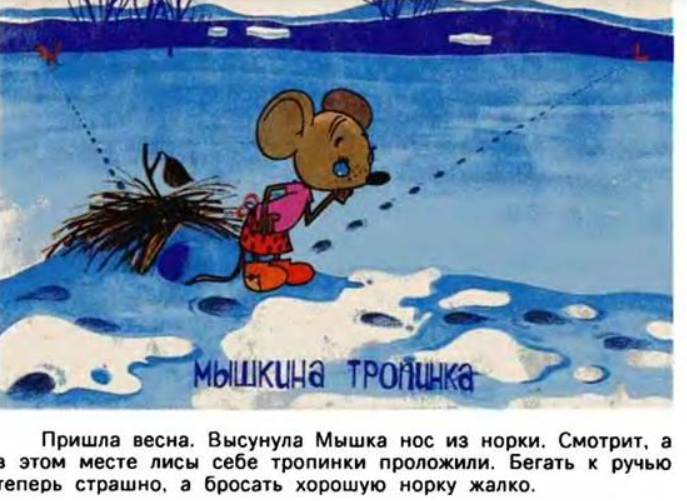 МЫШКИНА ТРОПИНКА
Пришла весна. Высунула Мышка нос из норки. Смотрит, а
в этом месте лисы себе тропинки проложили. Бегать к ручью
теперь страшно, а бросать хорошую норку жалко.